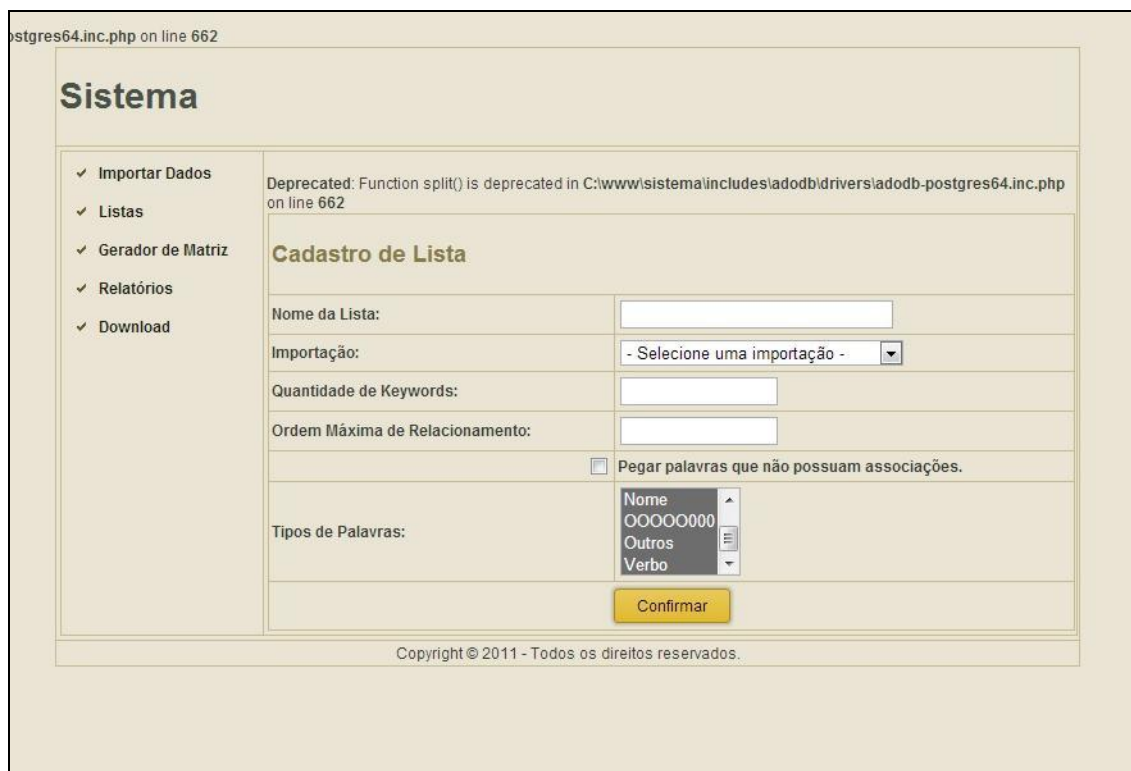 ostgres64.inc.php on line 662
Sistema
Importar Dados
Listas
Gerador de Matriz
Relatórios
Download
Deprecated: Function split() is deprecated in C:\www\sistema\includes\adodb\drivers\adodb-postgres64.inc.php
on line 662
Cadastro de Lista
Nome da Lista:
Importação:
- Selecione uma importação -
Quantidade de Keywords:
Ordem Máxima de Relacionamento:
Pegar palavras que não possuam associações.
Tipos de Palavras:
Nome
OOOOO000
Outros
Verbo
Confirmar
Copyright © 2011 - Todos os direitos reservados.